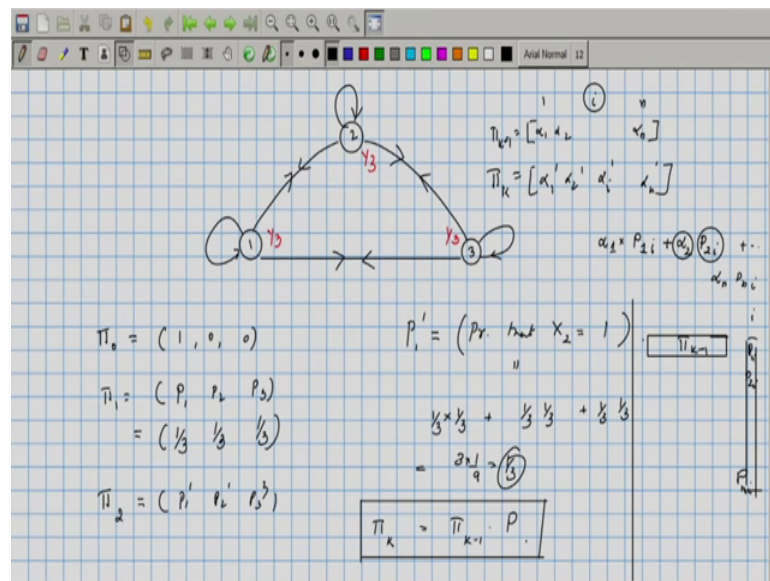 Arial Normal 12
1 i n
Π_{k-1} = [α_1 α_2 α_n]
Π_k = [α_1' α_2' α_i' α_n']
2
1/3
1
1/3
1/3
3
α_1 × P_{1i} + α_2 P_{2i} + ...
α_n P_{ni}
Π_0 = (1, 0, 0)
Π_1 = (P_1 P_2 P_3)
= (1/3 1/3 1/3)
Π_2 = (P_1' P_2' P_3')
P_1' = (Pr. that X_2 = 1)
"
1/3 × 1/3 + 1/3 1/3 + 1/3 1/3
= 3×1/9 = 1/3
Π_k = Π_{k-1} . P.
i
Π_{k-1}
P_{1i}
P_{2i}
P_{ni}